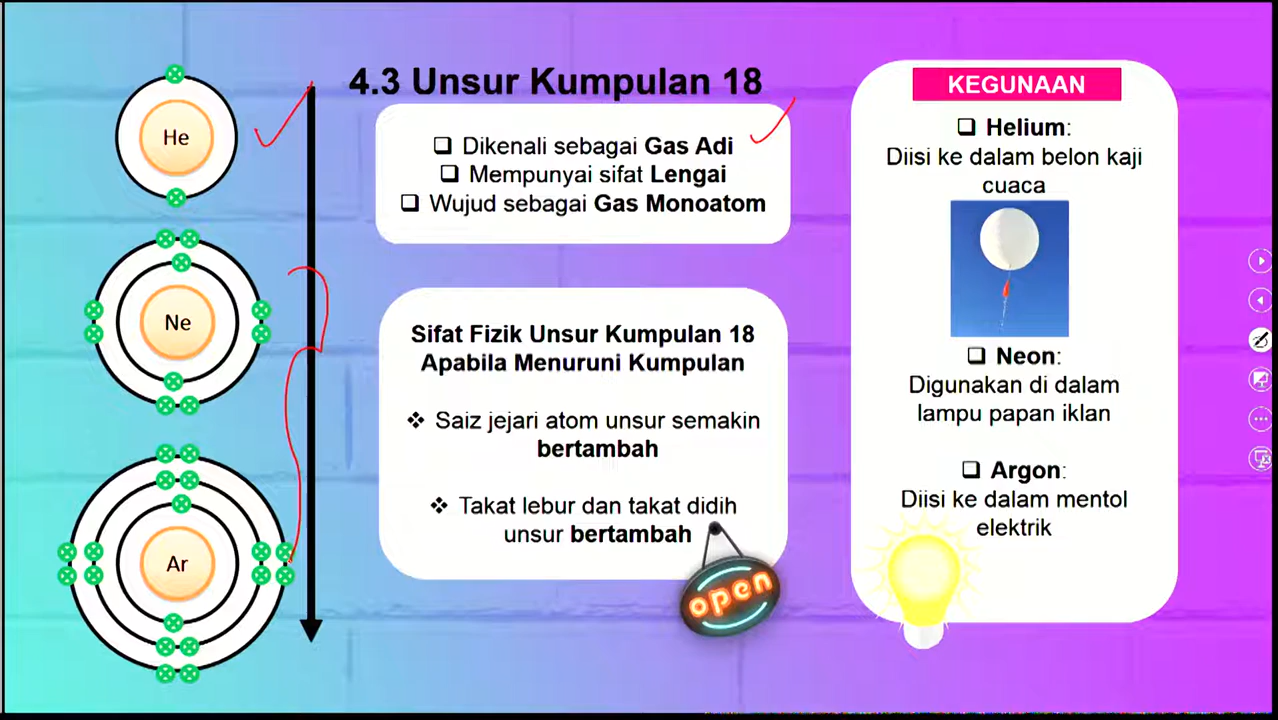 4.3 Unsur Kumpulan 18
He
Ne
Ar
❑ Dikenali sebagai Gas Adi
❑ Mempunyai sifat Lengai
❑ Wujud sebagai Gas Monoatom
Sifat Fizik Unsur Kumpulan 18
Apabila Menuruni Kumpulan
❖ Saiz jejari atom unsur semakin
bertambah
❖ Takat lebur dan takat didih
unsur bertambah
open
KEGUNAAN
❑ Helium:
Diisi ke dalam belon kaji
cuaca
❑ Neon:
Digunakan di dalam
lampu papan iklan
❑ Argon:
Diisi ke dalam mentol
elektrik